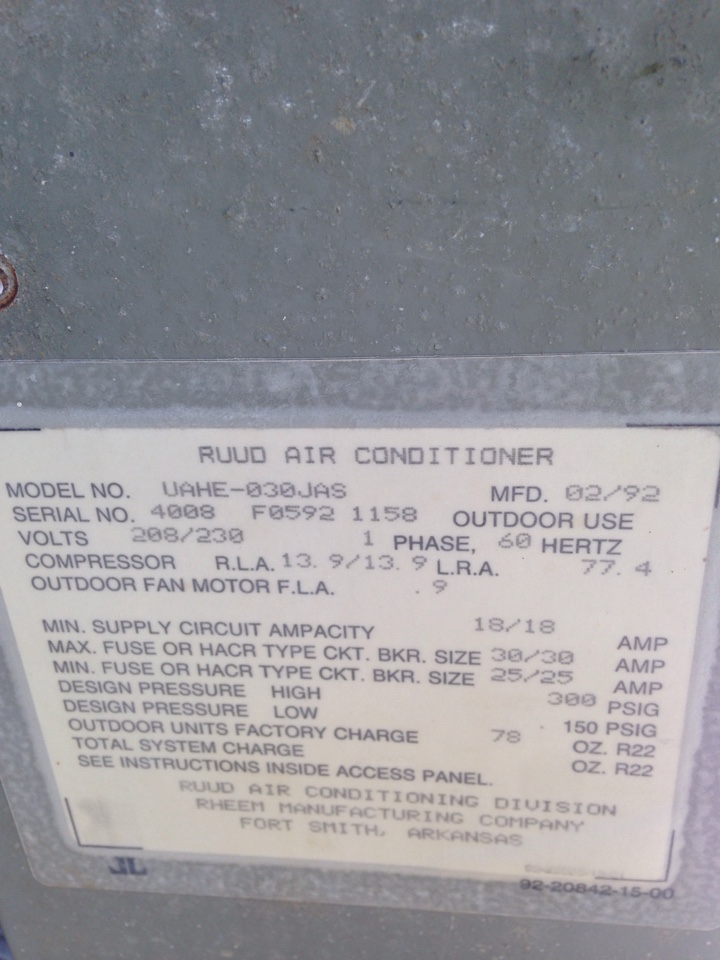 RUUD AIR CONDITIONER
MODEL NO. UAHE-030JAS MFD. 02/92
SERIAL NO. 4008 F0592 1158 OUTDOOR USE
VOLTS 208/230 1 PHASE, 60 HERTZ
COMPRESSOR R.L.A. 13.9/13.9 L.R.A. 77.4
OUTDOOR FAN MOTOR F.L.A. .9
MIN. SUPPLY CIRCUIT AMPACITY 18/18 AMP
MAX. FUSE OR HACR TYPE CKT. BKR. SIZE 30/30 AMP
MIN. FUSE OR HACR TYPE CKT. BKR. SIZE 25/25 AMP
DESIGN PRESSURE HIGH 300 PSIG
DESIGN PRESSURE LOW 150 PSIG
OUTDOOR UNITS FACTORY CHARGE 78 OZ. R22
TOTAL SYSTEM CHARGE OZ. R22
SEE INSTRUCTIONS INSIDE ACCESS PANEL.
RUUD AIR CONDITIONING DIVISION
RHEEM MANUFACTURING COMPANY
FORT SMITH, ARKANSAS
92-20842-15-00